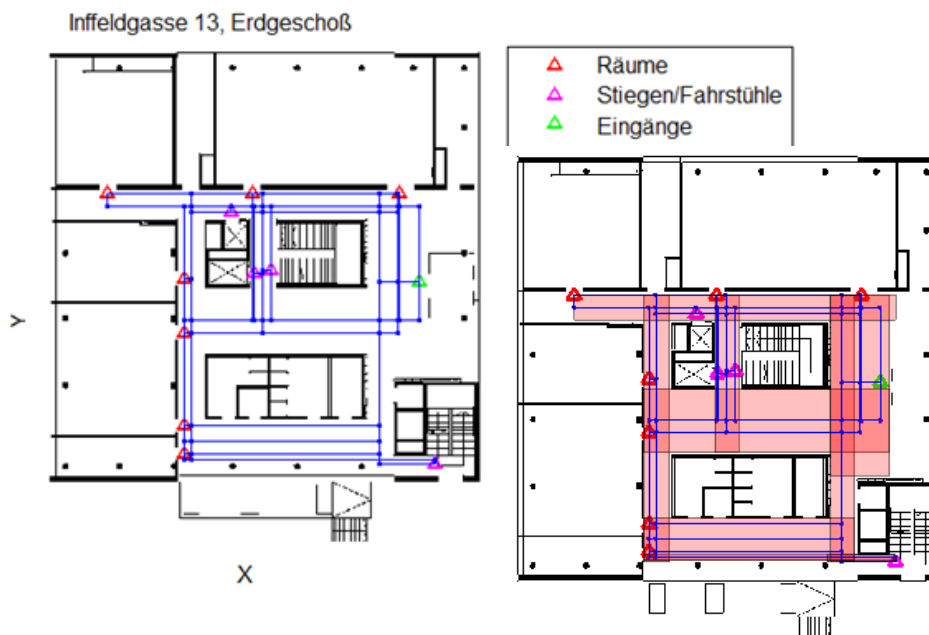 Inffeldgasse 13, Erdgeschoß
Räume
Stiegen/Fahrstühle
Eingänge
Y
X